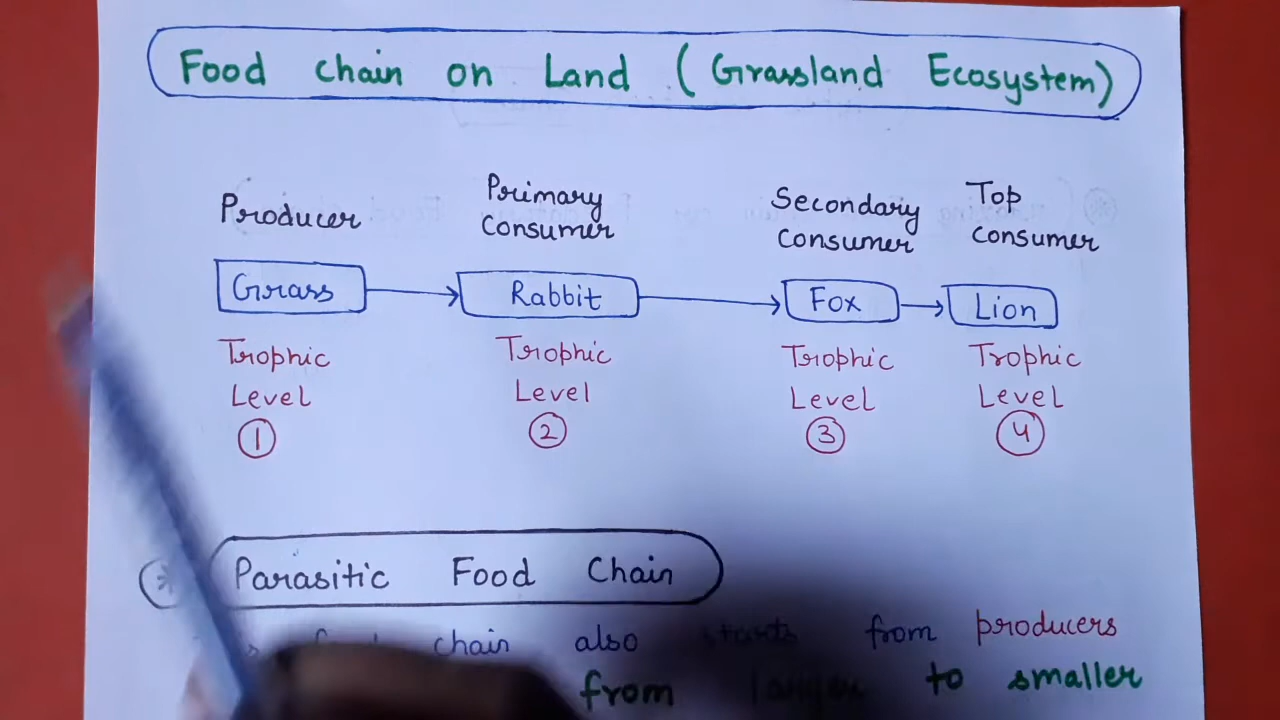 Food chain on Land (Grassland Ecosystem)
Producer
Primary Consumer
Secondary Consumer
Top Consumer
Grass
Rabbit
Fox
Lion
Trophic Level 1
Trophic Level 2
Trophic Level 3
Trophic Level 4
Parasitic Food Chain
chain also starts from producers
from larger to smaller